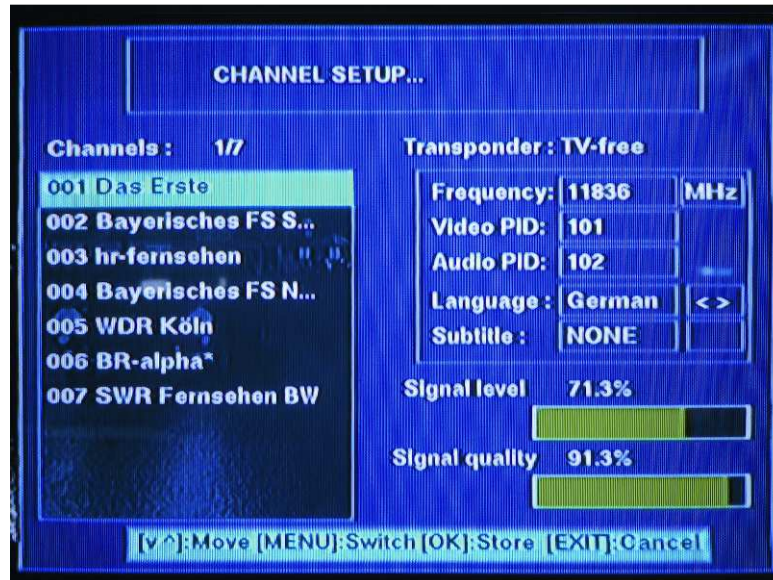 CHANNEL SETUP...
Channels : 1/7
001 Das Erste
002 Bayerisches FS S...
003 hr-fernsehen
004 Bayerisches FS N...
005 WDR Köln
006 BR-alpha*
007 SWR Fernsehen BW
Transponder : TV-free
Frequency: 11836 MHz
Video PID: 101
Audio PID: 102
Language : German < >
Subtitle : NONE
Signal level 71.3%
Signal quality 91.3%
[v ^]:Move [MENU]:Switch [OK]:Store [EXIT]:Cancel